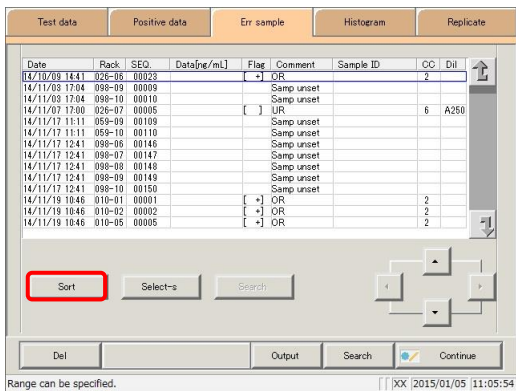 Test data Positive data Err sample Histogram Replicate
Date Rack SEQ. Data[ng/mL] Flag Comment Sample ID CC Dil
14/10/09 14:41 026-06 00023 [ +] OR 2
14/11/03 17:04 098-09 00009 Samp unset
14/11/03 17:04 098-10 00010 Samp unset
14/11/07 17:00 026-07 00005 [ ] UR 6 A250
14/11/17 11:11 059-09 00109 Samp unset
14/11/17 11:11 059-10 00110 Samp unset
14/11/17 12:41 098-06 00146 Samp unset
14/11/17 12:41 098-07 00147 Samp unset
14/11/17 12:41 098-08 00148 Samp unset
14/11/17 12:41 098-09 00149 Samp unset
14/11/17 12:41 098-10 00150 Samp unset
14/11/19 10:46 010-01 00001 [ +] OR 2
14/11/19 10:46 010-02 00002 [ +] OR 2
14/11/19 10:46 010-05 00005 [ +] OR 2
Sort Select-s Search
Del Output Search Continue
Range can be specified. XX 2015/01/05 11:05:54